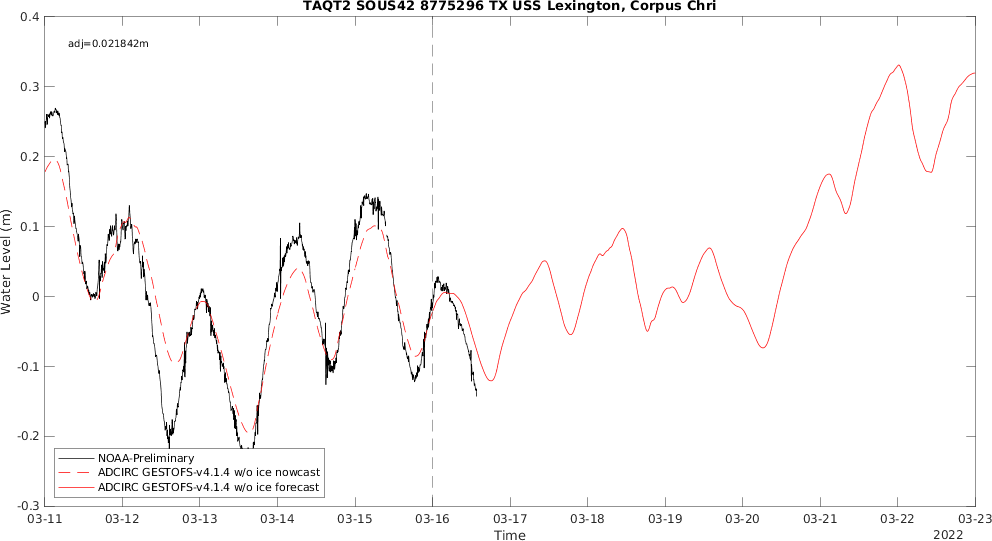 TAQT2 SOUS42 8775296 TX USS Lexington, Corpus Chri
adj=0.021842m
0.4
0.3
0.2
0.1
0
-0.1
-0.2
-0.3
Water Level (m)
NOAA-Preliminary
ADCIRC GESTOFS-v4.1.4 w/o ice nowcast
ADCIRC GESTOFS-v4.1.4 w/o ice forecast
03-11 03-12 03-13 03-14 03-15 03-16 03-17 03-18 03-19 03-20 03-21 03-22 03-23
Time
2022